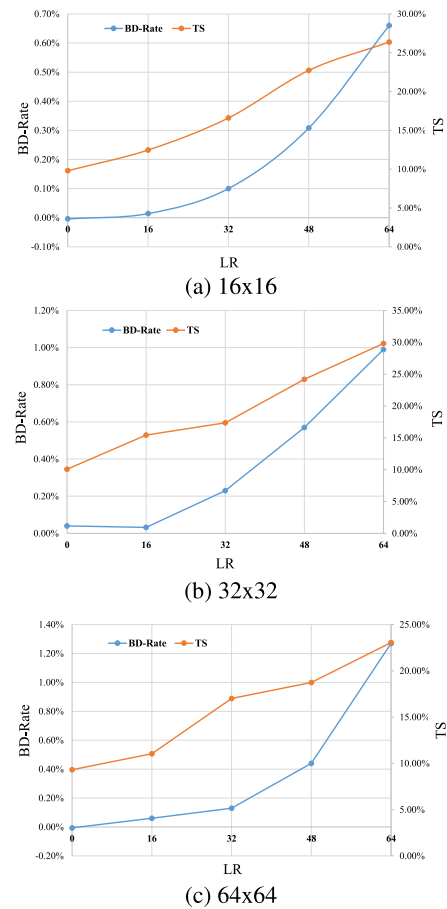 0.70%
0.60%
0.50%
0.40%
0.30%
0.20%
0.10%
0.00%
-0.10%
BD-Rate
BD-Rate TS
30.00%
25.00%
20.00%
15.00%
10.00%
5.00%
0.00%
TS
0 16 32 48 64
LR
(a) 16x16
1.20%
1.00%
0.80%
0.60%
0.40%
0.20%
0.00%
BD-Rate
BD-Rate TS
35.00%
30.00%
25.00%
20.00%
15.00%
10.00%
5.00%
0.00%
TS
0 16 32 48 64
LR
(b) 32x32
1.40%
1.20%
1.00%
0.80%
0.60%
0.40%
0.20%
0.00%
-0.20%
BD-Rate
BD-Rate TS
25.00%
20.00%
15.00%
10.00%
5.00%
0.00%
TS
0 16 32 48 64
LR
(c) 64x64